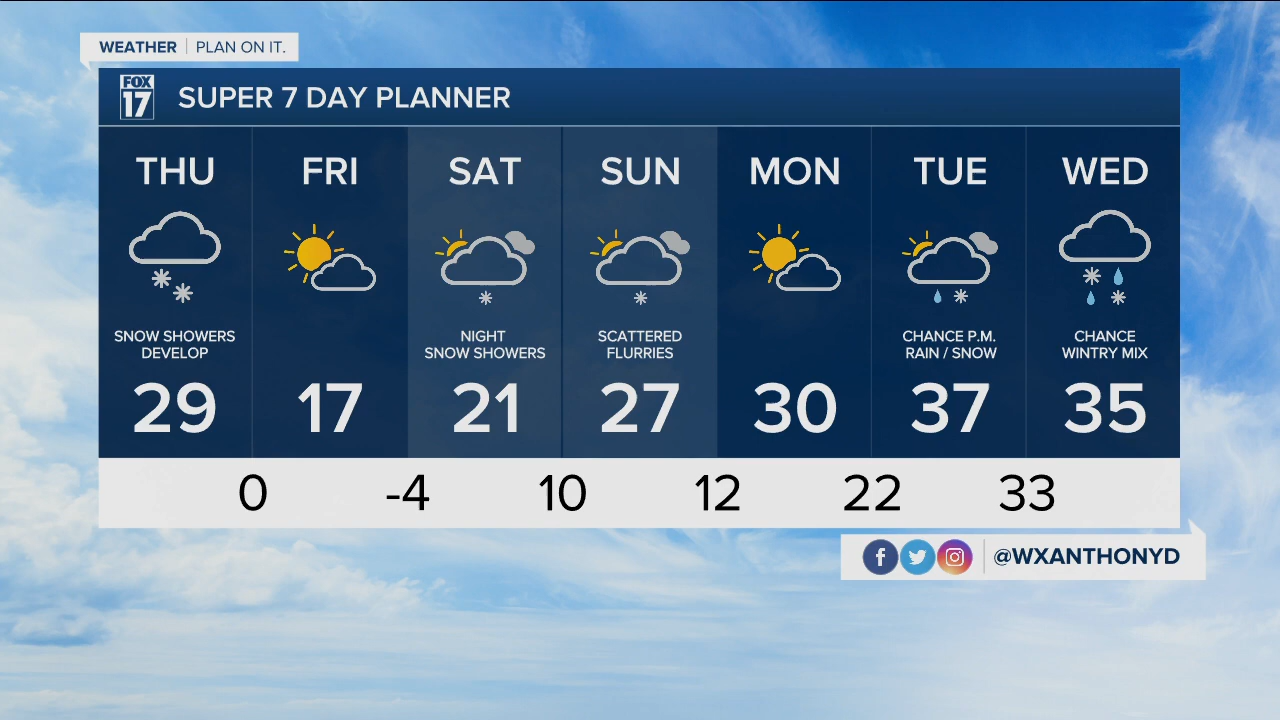 WEATHER | PLAN ON IT.
FOX
17
SUPER 7 DAY PLANNER
THU
FRI
SAT
SUN
MON
TUE
WED
SNOW SHOWERS
DEVELOP
NIGHT
SNOW SHOWERS
SCATTERED
FLURRIES
CHANCE P.M.
RAIN / SNOW
CHANCE
WINTRY MIX
29
17
21
27
30
37
35
0
-4
10
12
22
33
@WXANTHONYD